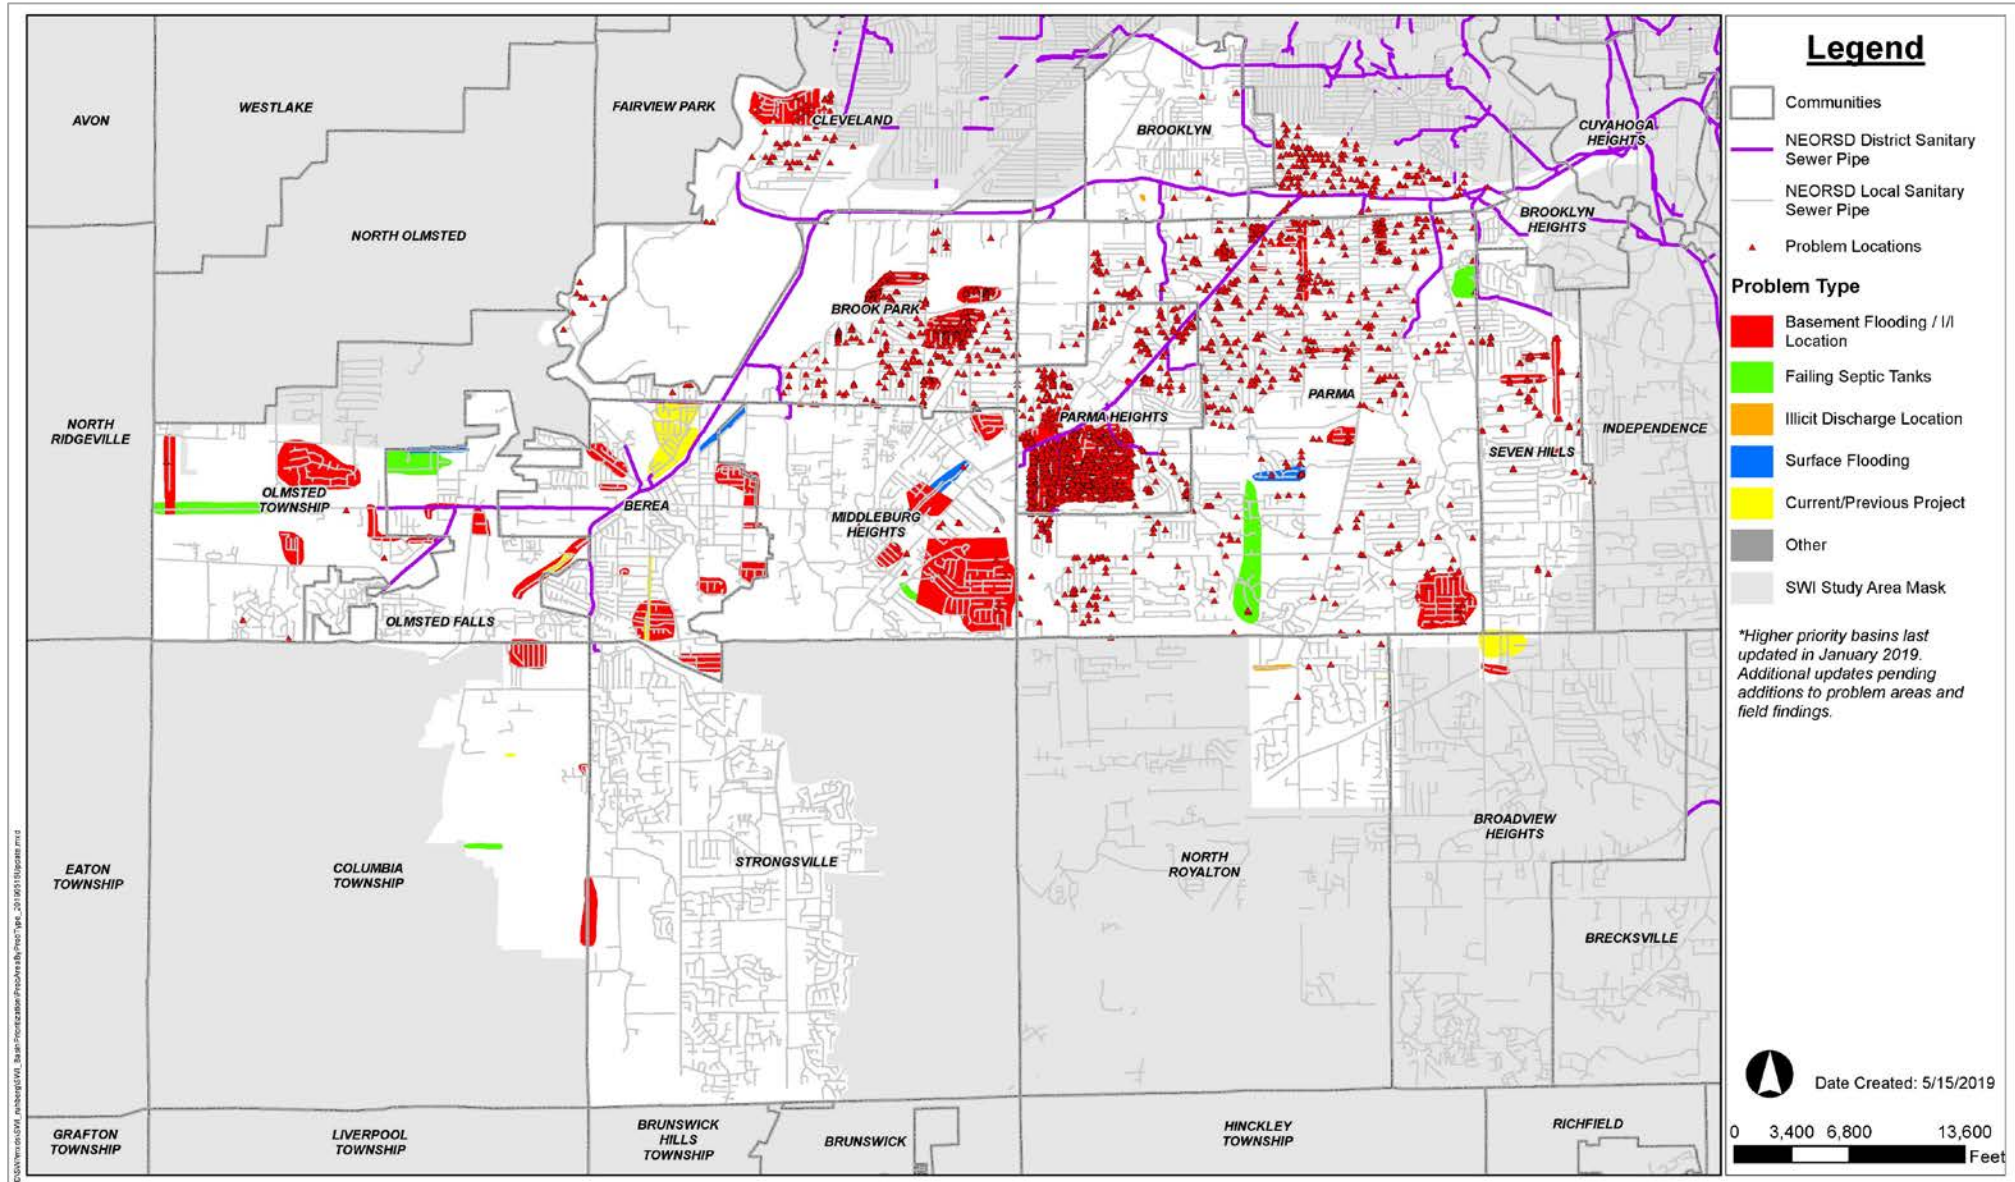 AVON
WESTLAKE
FAIRVIEW PARK
CLEVELAND
BROOKLYN
CUYAHOGA
HEIGHTS
NORTH OLMSTED
BROOKLYN
HEIGHTS
BROOK PARK
NORTH
RIDGEVILLE
PARMA HEIGHTS
PARMA
SEVEN HILLS
INDEPENDENCE
OLMSTED
TOWNSHIP
BEREA
MIDDLEBURG
HEIGHTS
OLMSTED FALLS
EATON
TOWNSHIP
COLUMBIA
TOWNSHIP
STRONGSVILLE
NORTH
ROYALTON
BROADVIEW
HEIGHTS
BRECKSVILLE
GRAFTON
TOWNSHIP
LIVERPOOL
TOWNSHIP
BRUNSWICK
HILLS
TOWNSHIP
BRUNSWICK
HINCKLEY
TOWNSHIP
RICHFIELD
Legend
Communities
NEORSD District Sanitary
Sewer Pipe
NEORSD Local Sanitary
Sewer Pipe
Problem Locations
Problem Type
Basement Flooding / I/I
Location
Failing Septic Tanks
Illicit Discharge Location
Surface Flooding
Current/Previous Project
Other
SWI Study Area Mask
*Higher priority basins last
updated in January 2019.
Additional updates pending
additions to problem areas and
field findings.
Date Created: 5/15/2019
0 3,400 6,800 13,600
Feet